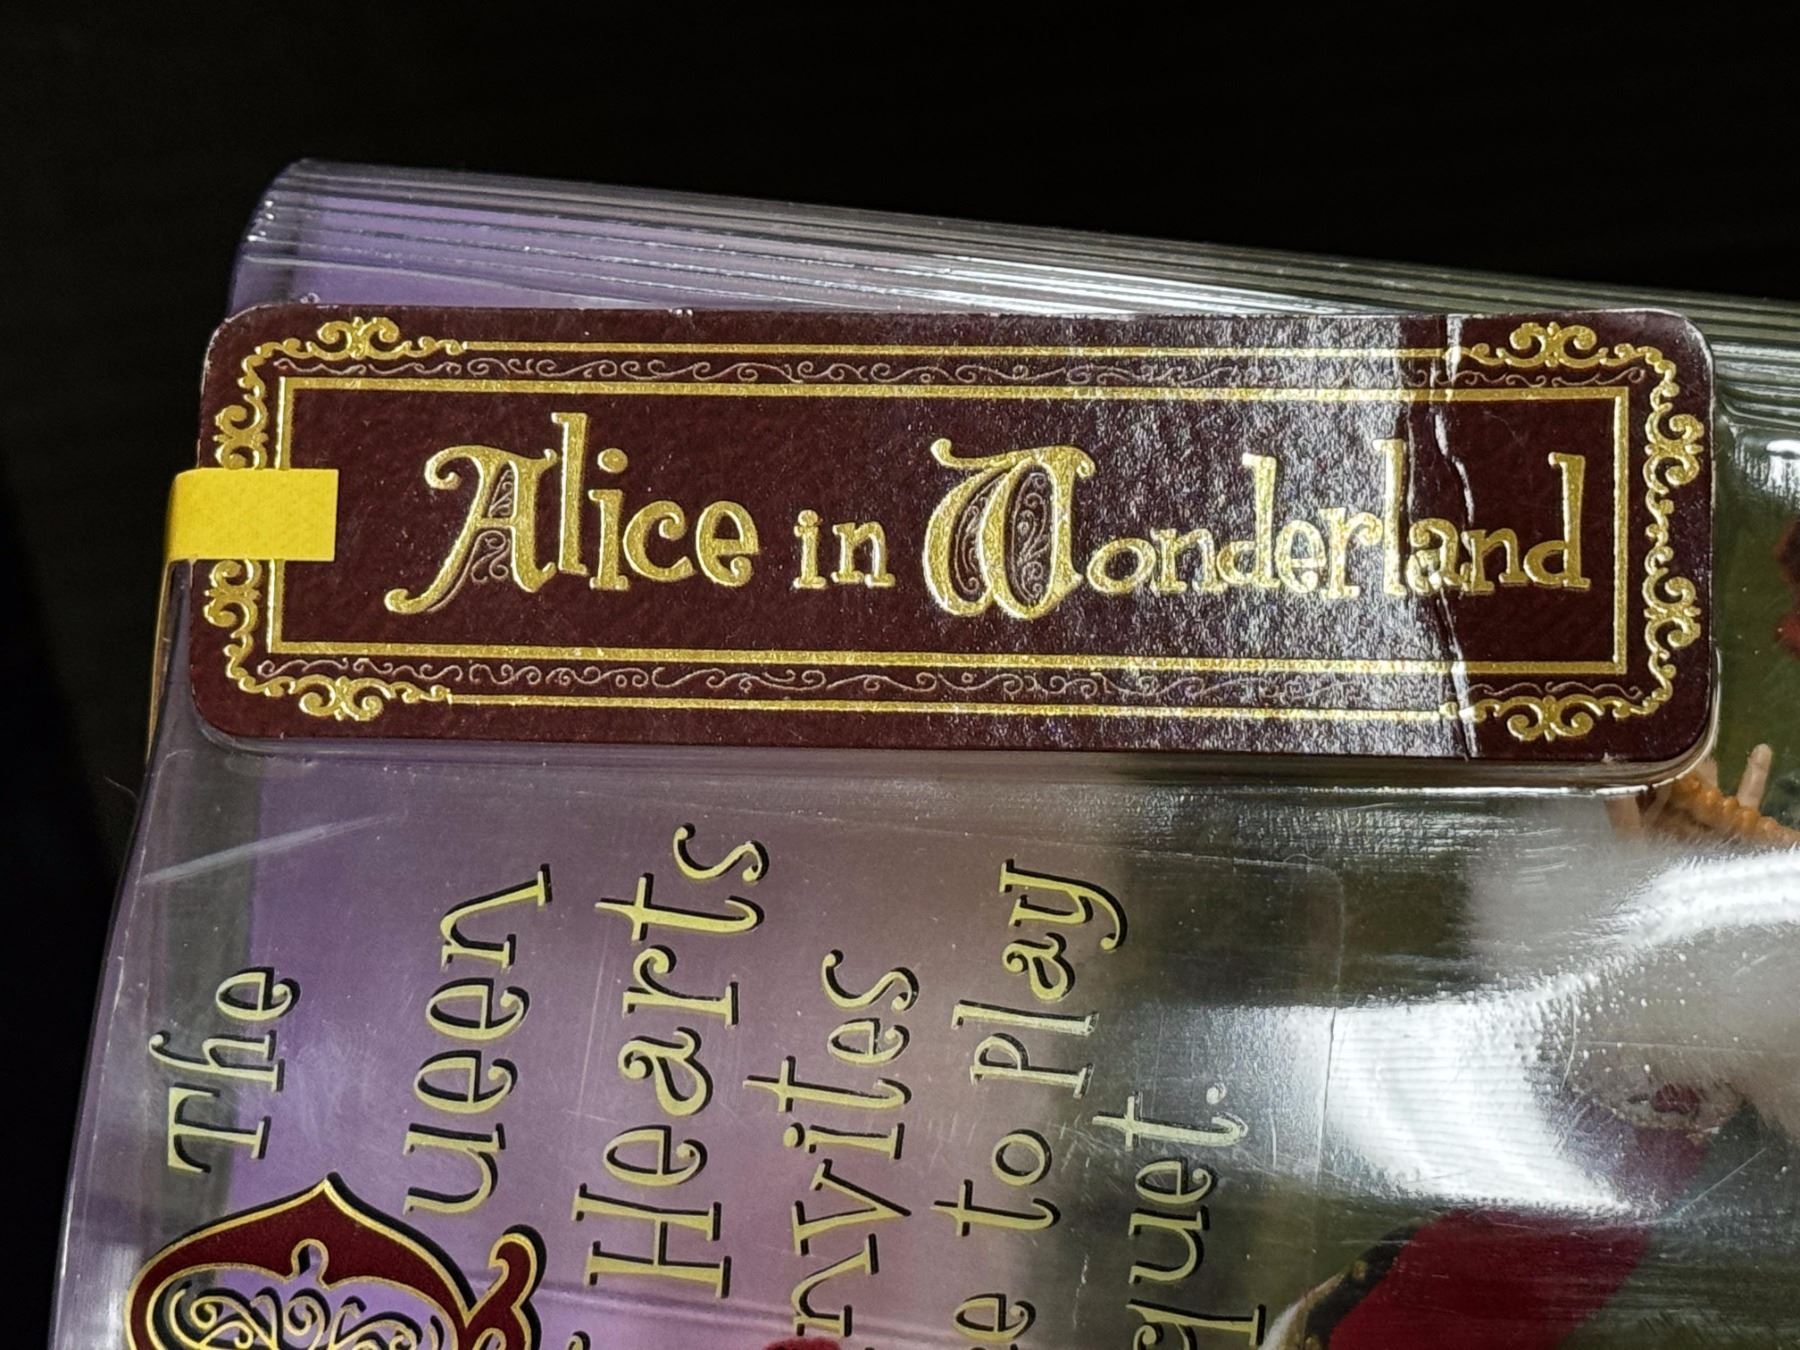 Alice in Wonderland
The
Queen
Hearts
to Play